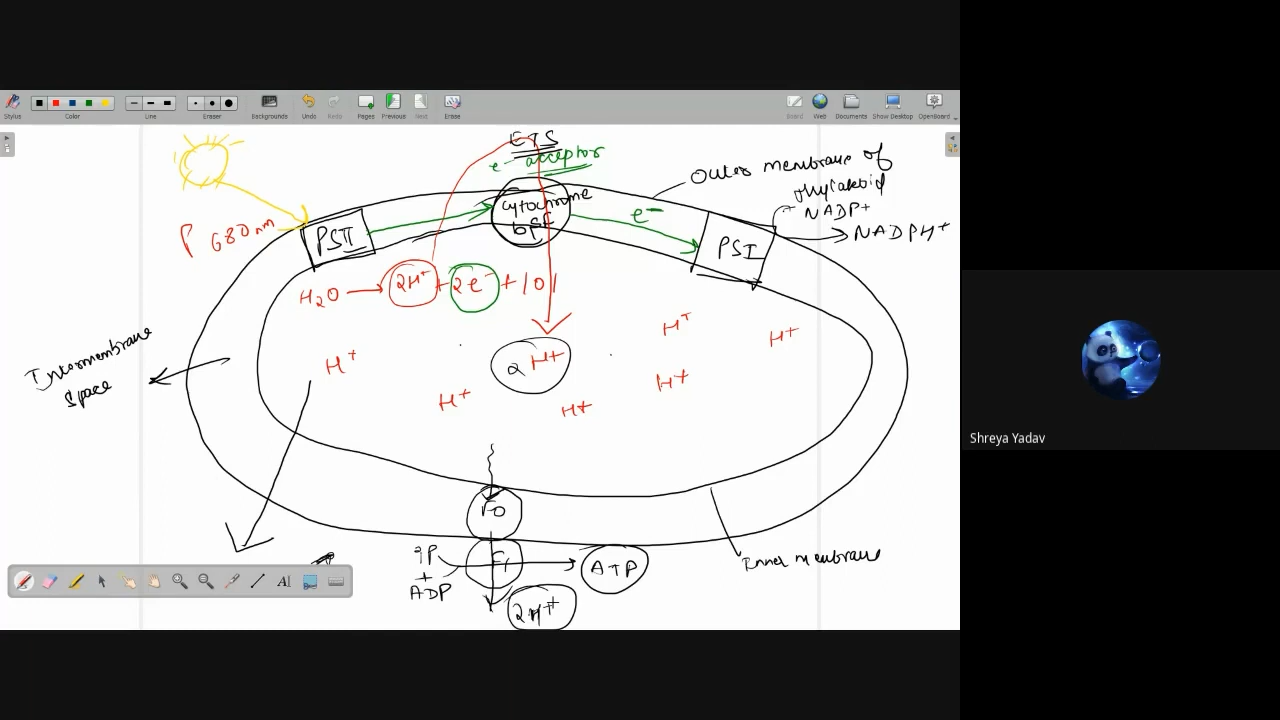 Stylus
Color
Line
Eraser
Backgrounds
Undo
Redo
Pages
Previous
Next
Erase
Board
Web
Documents
Show Desktop
OpenBoard
ETS
e- acceptor
Outer membrane of
thylakoid
NADP+
NADPH+
P 680nm
PSII
cytochrome
b6f
e-
PSI
H2O → 2H+ + 2e- + |O|
Intermembrane
Space
H+
H+
2H+
H+
H+
H+
H+
F0
F1
iP
+
ADP
ATP
2H+
Inner membrane
Shreya Yadav